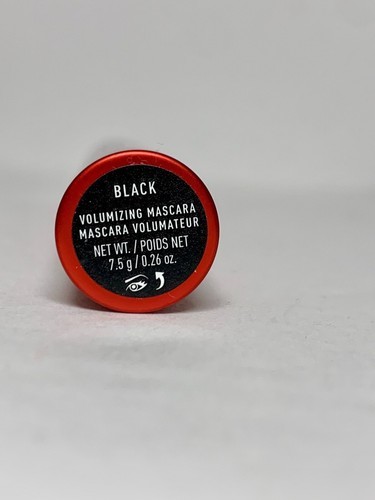 BLACK
VOLUMIZING MASCARA
MASCARA VOLUMATEUR
NET WT. / POIDS NET
7.5 g / 0.26 oz.